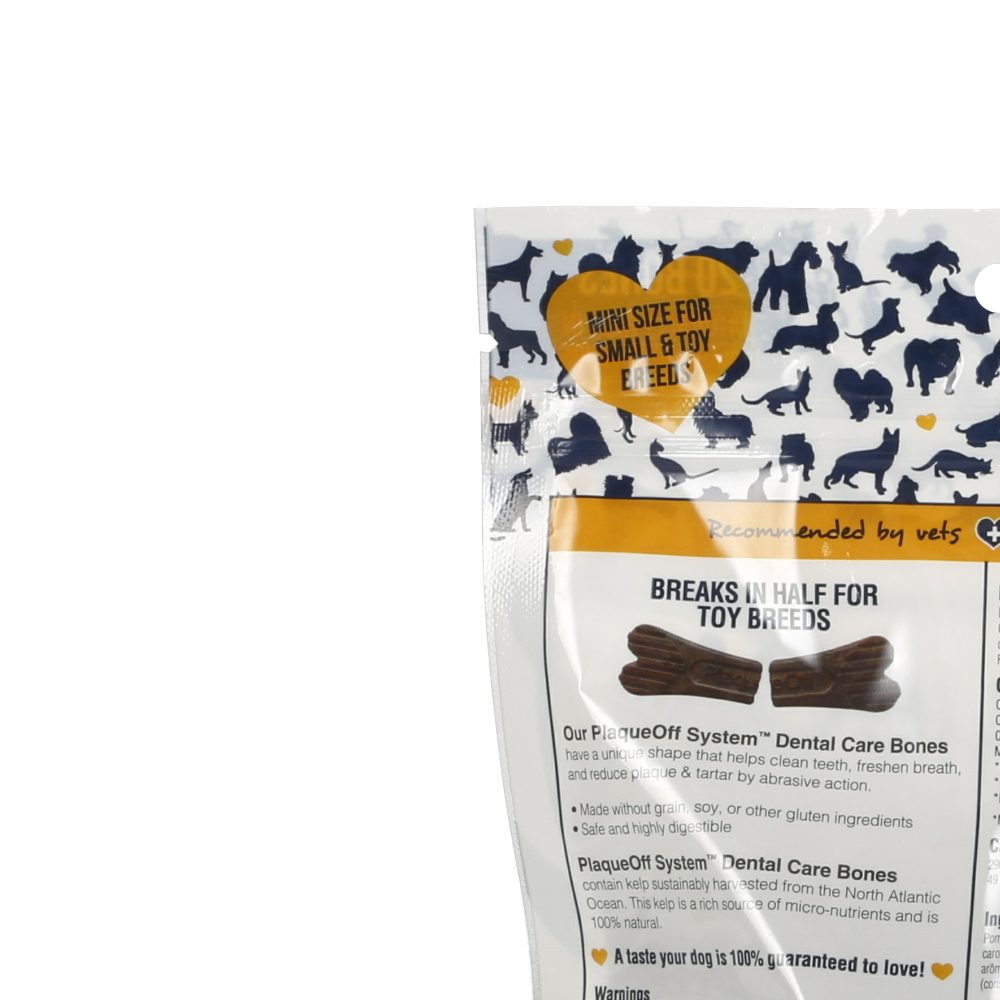 MINI SIZE FOR
SMALL & TOY
BREEDS
Recommended by vets
BREAKS IN HALF FOR
TOY BREEDS
Our PlaqueOff System™ Dental Care Bones
have a unique shape that helps clean teeth, freshen breath,
and reduce plaque & tartar by abrasive action.
• Made without grain, soy, or other gluten ingredients
• Safe and highly digestible
PlaqueOff System™ Dental Care Bones
contain kelp sustainably harvested from the North Atlantic
Ocean. This kelp is a rich source of micro-nutrients and is
100% natural.
A taste your dog is 100% guaranteed to love!
Warnings